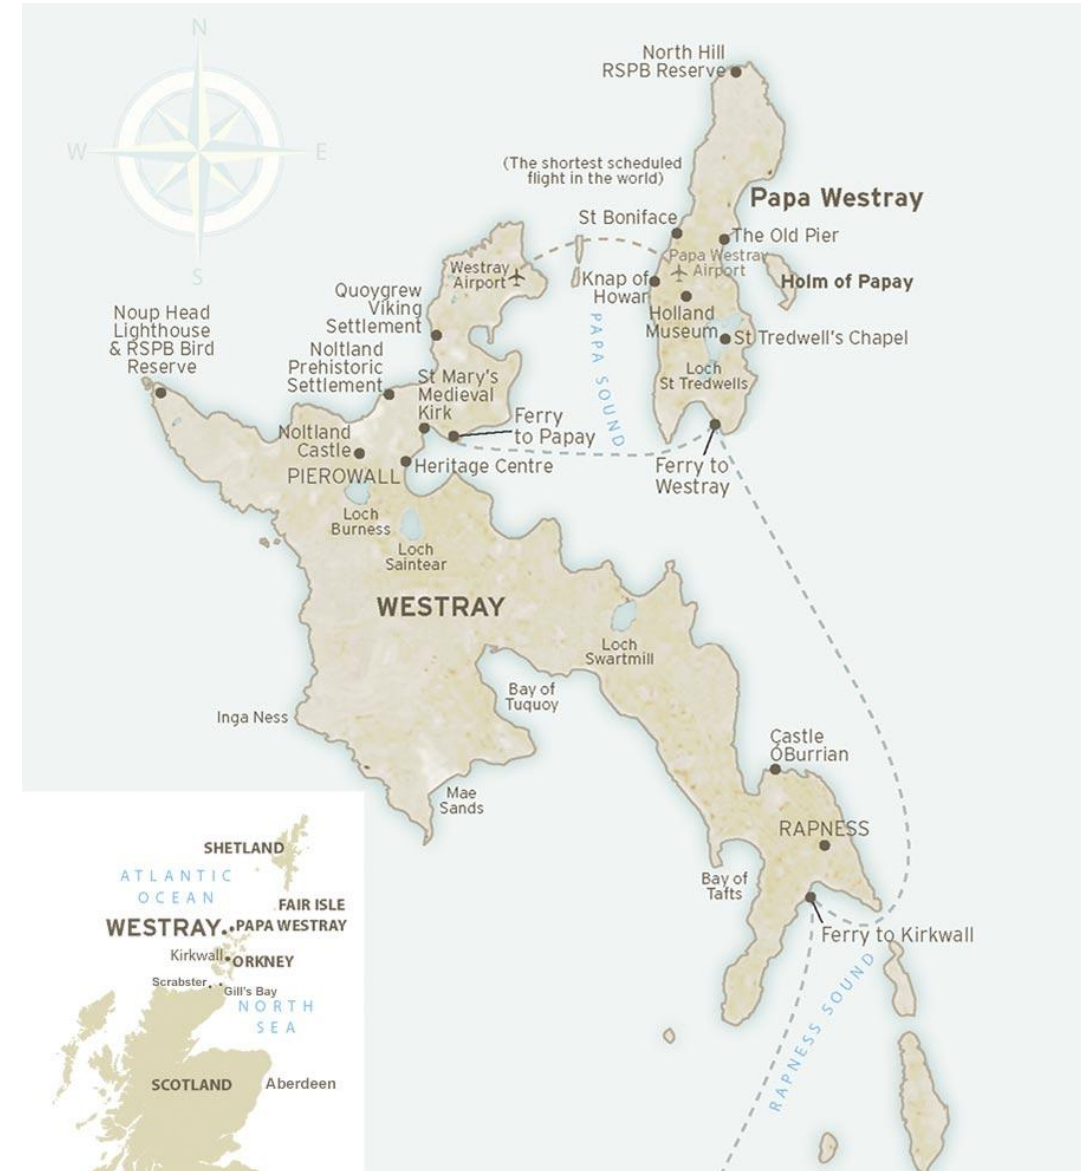 N
W
E
S
North Hill
RSPB Reserve
(The shortest scheduled
flight in the world)
Papa Westray
St Boniface
The Old Pier
Papa Westray
Airport
Westray
Airport
Knap of
Howar
Holm of Papay
Quoygrew
Viking
Settlement
Holland
Museum
St Tredwell's Chapel
Noup Head
Lighthouse
& RSPB Bird
Reserve
Noltland
Prehistoric
Settlement
PAPA SOUND
St Mary's
Medieval
Kirk
Loch
St Tredwells
Ferry
to Papay
Noltland
Castle
PIEROWALL
Heritage Centre
Ferry to
Westray
Loch
Burness
Loch
Saintear
WESTRAY
Loch
Swartmill
Bay of
Tuquoy
Inga Ness
Castle
OBurrian
Mae
Sands
RAPNESS
Bay of
Tafts
Ferry to Kirkwall
RAPNESS SOUND
SHETLAND
ATLANTIC
OCEAN
FAIR ISLE
WESTRAY
PAPA WESTRAY
Kirkwall
ORKNEY
Scrabster
Gill's Bay
NORTH
SEA
SCOTLAND
Aberdeen